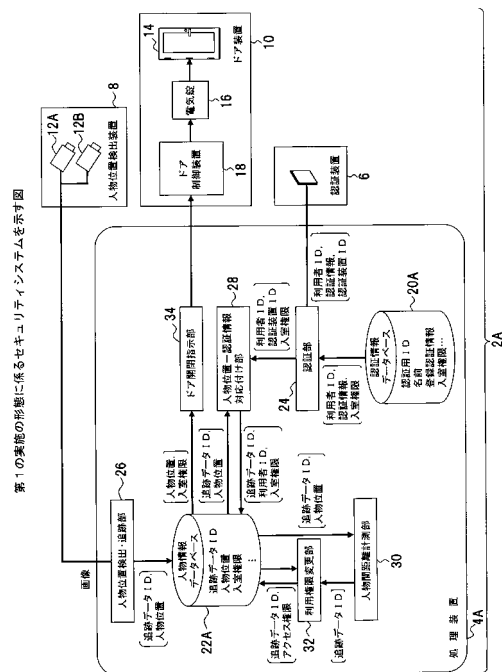 第1の実施の形態に係るセキュリティシステムを示す図
画像
12A
12B
人物位置検出装置
8
14
10
ドア装置
16
電気錠
18
ドア
制御装置
6
認証装置
26
人物位置検出・追跡部
追跡データID,
人物位置
人物情報
データベース
追跡データID
人物位置
入室権限
⋮
22A
人物位置,
入室権限
34
ドア開閉指示部
追跡データID,
人物位置
28
人物位置－認証情報
対応付け部
追跡データID,
利用者ID,
入室権限
利用者ID,
認証装置ID,
入室権限
24
認証部
利用者ID,
認証情報,
認証装置ID
利用者ID,
認証情報,
入室権限
20A
認証情報
データベース
認証用ID
名前
登録認証情報
入室権限…
追跡データID,
アクセス権限
32
利用権限変更部
追跡データID
追跡データID,
人物位置
人物間距離計測部
30
処理装置
4A
2A